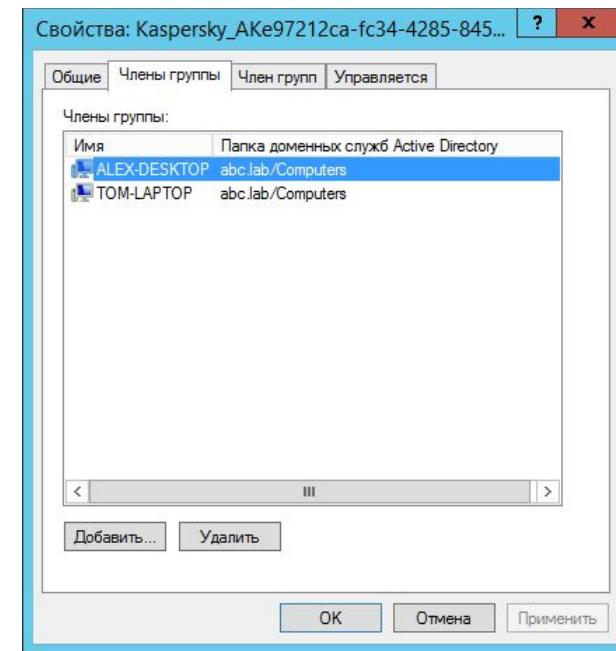 Свойства: Kaspersky_AKe97212ca-fc34-4285-845... ? x
Общие Члены группы Член групп Управляется
Члены группы:
Имя Папка доменных служб Active Directory
ALEX-DESKTOP abc.lab/Computers
TOM-LAPTOP abc.lab/Computers
Добавить... Удалить
OK Отмена Применить